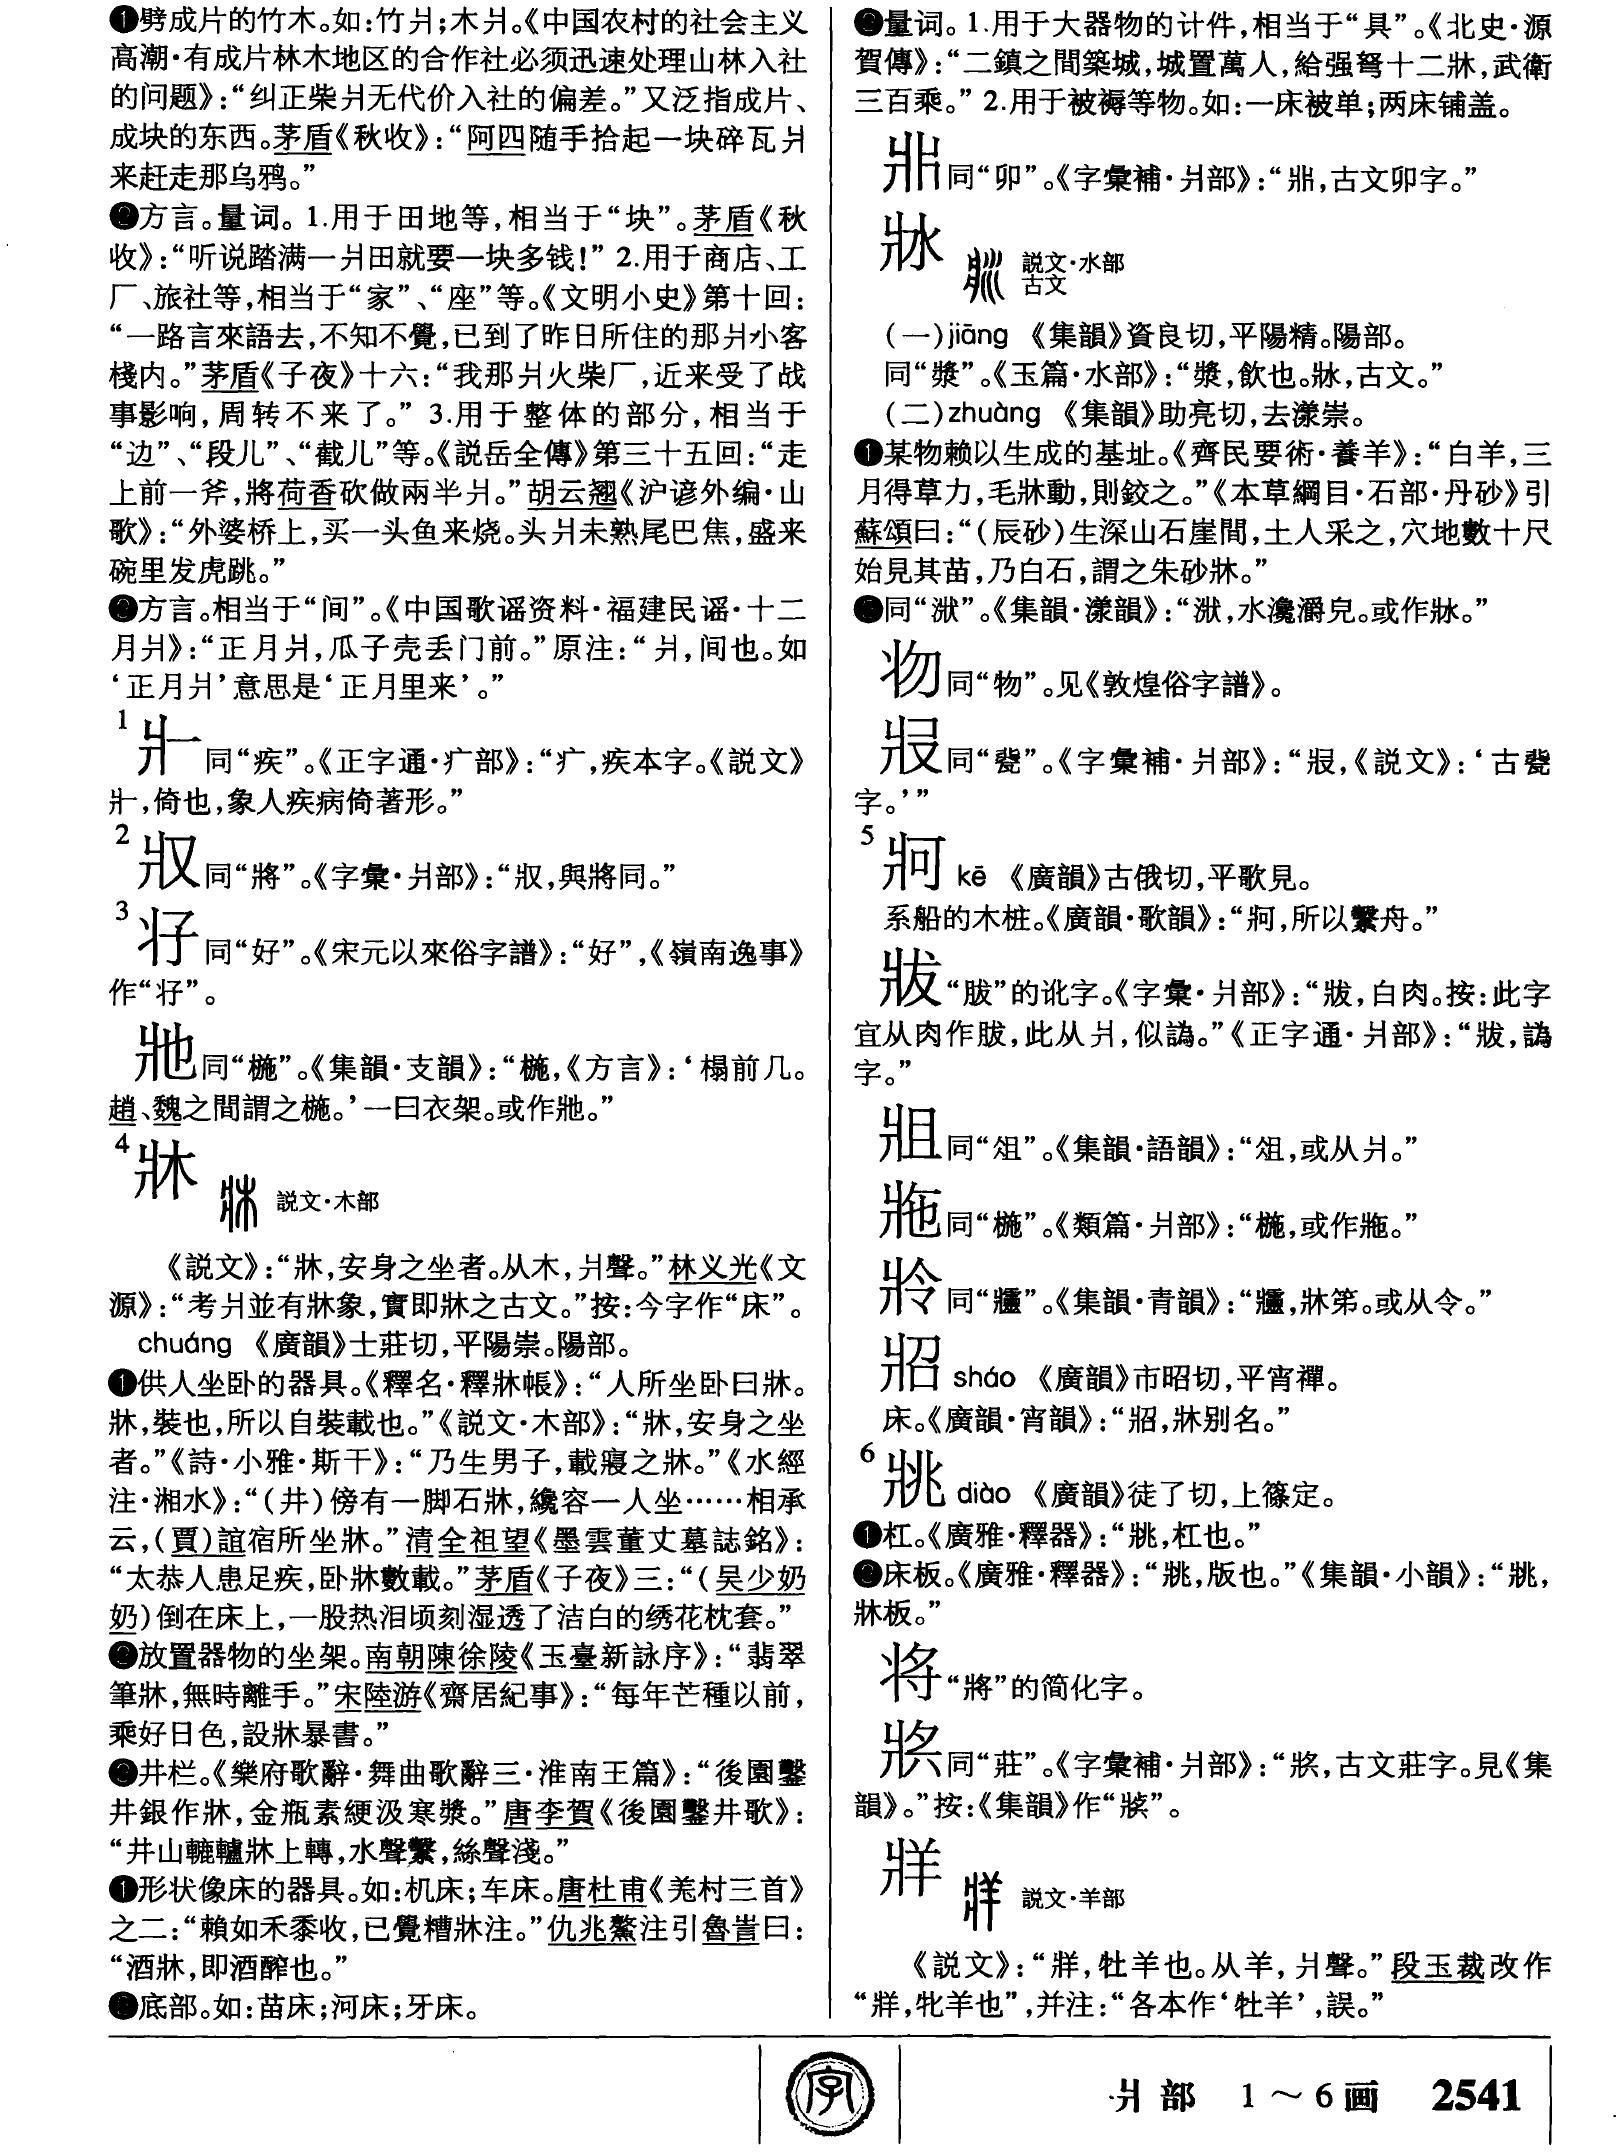 ❶劈成片的竹木。如:竹爿;木爿。《中国农村的社会主义
高潮·有成片林木地区的合作社必须迅速处理山林入社
的问题》:“纠正柴爿无代价入社的偏差。”又泛指成片、
成块的东西。茅盾《秋收》:“阿四随手拾起一块碎瓦爿
来赶走那乌鸦。”
❷方言。量词。1.用于田地等,相当于“块”。茅盾《秋
收》:“听说踏满一爿田就要一块多钱!”2.用于商店、工
厂、旅社等,相当于“家”、“座”等。《文明小史》第十回:
“一路言來語去,不知不覺,已到了昨日所住的那爿小客
棧内。”茅盾《子夜》十六:“我那爿火柴厂,近来受了战
事影响,周转不来了。”3.用于整体的部分,相当于
“边”、“段儿”、“截儿”等。《説岳全傳》第三十五回:“走
上前一斧,將荷香砍做兩半爿。”胡云翘《沪谚外编·山
歌》:“外婆桥上,买一头鱼来烧。头爿未熟尾巴焦,盛来
碗里发虎跳。”
❸方言。相当于“间”。《中国歌谣资料·福建民谣·十二
月爿》:“正月爿,瓜子壳丢门前。”原注:“爿,间也。如
‘正月爿’意思是‘正月里来’。”
1 爿一同“疾”。《正字通·疒部》:“疒,疾本字。《説文》
,倚也,象人疾病倚著形。”
2 㸝同“將”。《字彙·爿部》:“㸝,與將同。”
3 同“好”。《宋元以來俗字譜》:“好”,《嶺南逸事》
作“”。
同“椸”。《集韻·支韻》:“椸,《方言》:‘榻前几。
趙、魏之間謂之椸。’一曰衣架。或作。”
4 牀 説文·木部
《説文》:“牀,安身之坐者。从木,爿聲。”林义光《文
源》:“考爿並有牀象,實即牀之古文。”按:今字作“床”。
chuáng 《廣韻》士莊切,平陽崇。陽部。
❶供人坐卧的器具。《釋名·釋牀帳》:“人所坐卧曰牀。
牀,裝也,所以自裝載也。”《説文·木部》:“牀,安身之坐
者。”《詩·小雅·斯干》:“乃生男子,載寢之牀。”《水經
注·湘水》:“(井)傍有一脚石牀,纔容一人坐……相承
云,(賈)誼宿所坐牀。”清全祖望《墨雲董丈墓誌銘》:
“太恭人患足疾,卧牀數載。”茅盾《子夜》三:“(吴少奶
奶)倒在床上,一股热泪顷刻湿透了洁白的绣花枕套。”
❷放置器物的坐架。南朝陳徐陵《玉臺新詠序》:“翡翠
筆牀,無時離手。”宋陸游《齋居紀事》:“每年芒種以前,
乘好日色,設牀暴書。”
❸井栏。《樂府歌辭·舞曲歌辭三·淮南王篇》:“後園鑿
井銀作牀,金瓶素綆汲寒漿。”唐李賀《後園鑿井歌》:
“井山轆轤牀上轉,水聲繁,絲聲淺。”
❹形状像床的器具。如:机床;车床。唐杜甫《羌村三首》
之二:“賴如禾黍收,已覺糟牀注。”仇兆鰲注引魯訔曰:
“酒牀,即酒醡也。”
❺底部。如:苗床;河床;牙床。
❻量词。1.用于大器物的计件,相当于“具”。《北史·源
賀傳》:“二鎮之間築城,城置萬人,給强弩十二牀,武衛
三百乘。”2.用于被褥等物。如:一床被单;两床铺盖。
同“卯”。《字彙補·爿部》:“,古文卯字。”
 説文·水部
古文
(一)jiāng 《集韻》資良切,平陽精。陽部。
同“漿”。《玉篇·水部》:“漿,飲也。,古文。”
(二)zhuàng 《集韻》助亮切,去漾崇。
❶某物赖以生成的基址。《齊民要術·養羊》:“白羊,三
月得草力,毛牀動,則鉸之。”《本草綱目·石部·丹砂》引
蘇頌曰:“(辰砂)生深山石崖間,土人采之,穴地數十尺
始見其苗,乃白石,謂之朱砂牀。”
❷同“漺”。《集韻·漾韻》:“,水瀺灂皃。或作。”
同“物”。见《敦煌俗字譜》。
同“甕”。《字彙補·爿部》:“,《説文》:‘古甕
字。’”
5 牁 kē 《廣韻》古俄切,平歌見。
系船的木桩。《廣韻·歌韻》:“牁,所以繫舟。”
“胈”的讹字。《字彙·爿部》:“,白肉。按:此字
宜从肉作胈,此从爿,似譌。”《正字通·爿部》:“,譌
字。”
同“俎”。《集韻·語韻》:“俎,或从爿。”
同“椸”。《類篇·爿部》:“椸,或作。”
同“”。《集韻·青韻》:“,牀笫。或从令。”
㸛 sháo 《廣韻》市昭切,平宵禪。
床。《廣韻·宵韻》:“,牀别名。”
6 㸠 diào 《廣韻》徒了切,上篠定。
❶杠。《廣雅·釋器》:“,杠也。”
❷床板。《廣雅·釋器》:“,版也。”《集韻·小韻》:“,
牀板。”
将“將”的简化字。
同“莊”。《字彙補·爿部》:“,古文莊字。見《集
韻》。”按:《集韻》作“”。
牂 説文·羊部
《説文》:“牂,牡羊也。从羊,爿聲。”段玉裁改作
“牂,牝羊也”,并注:“各本作‘牡羊’,誤。”
字
爿部 1～6画 2541